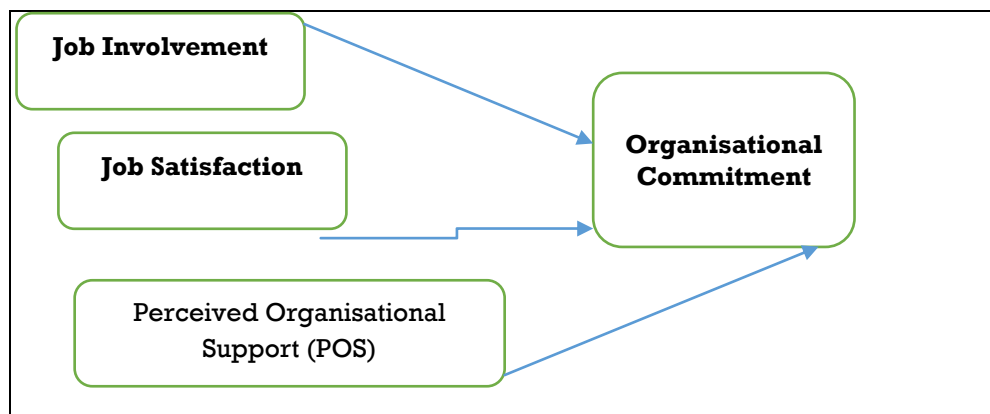 Job Involvement
Job Satisfaction
Organisational
Commitment
Perceived Organisational
Support (POS)